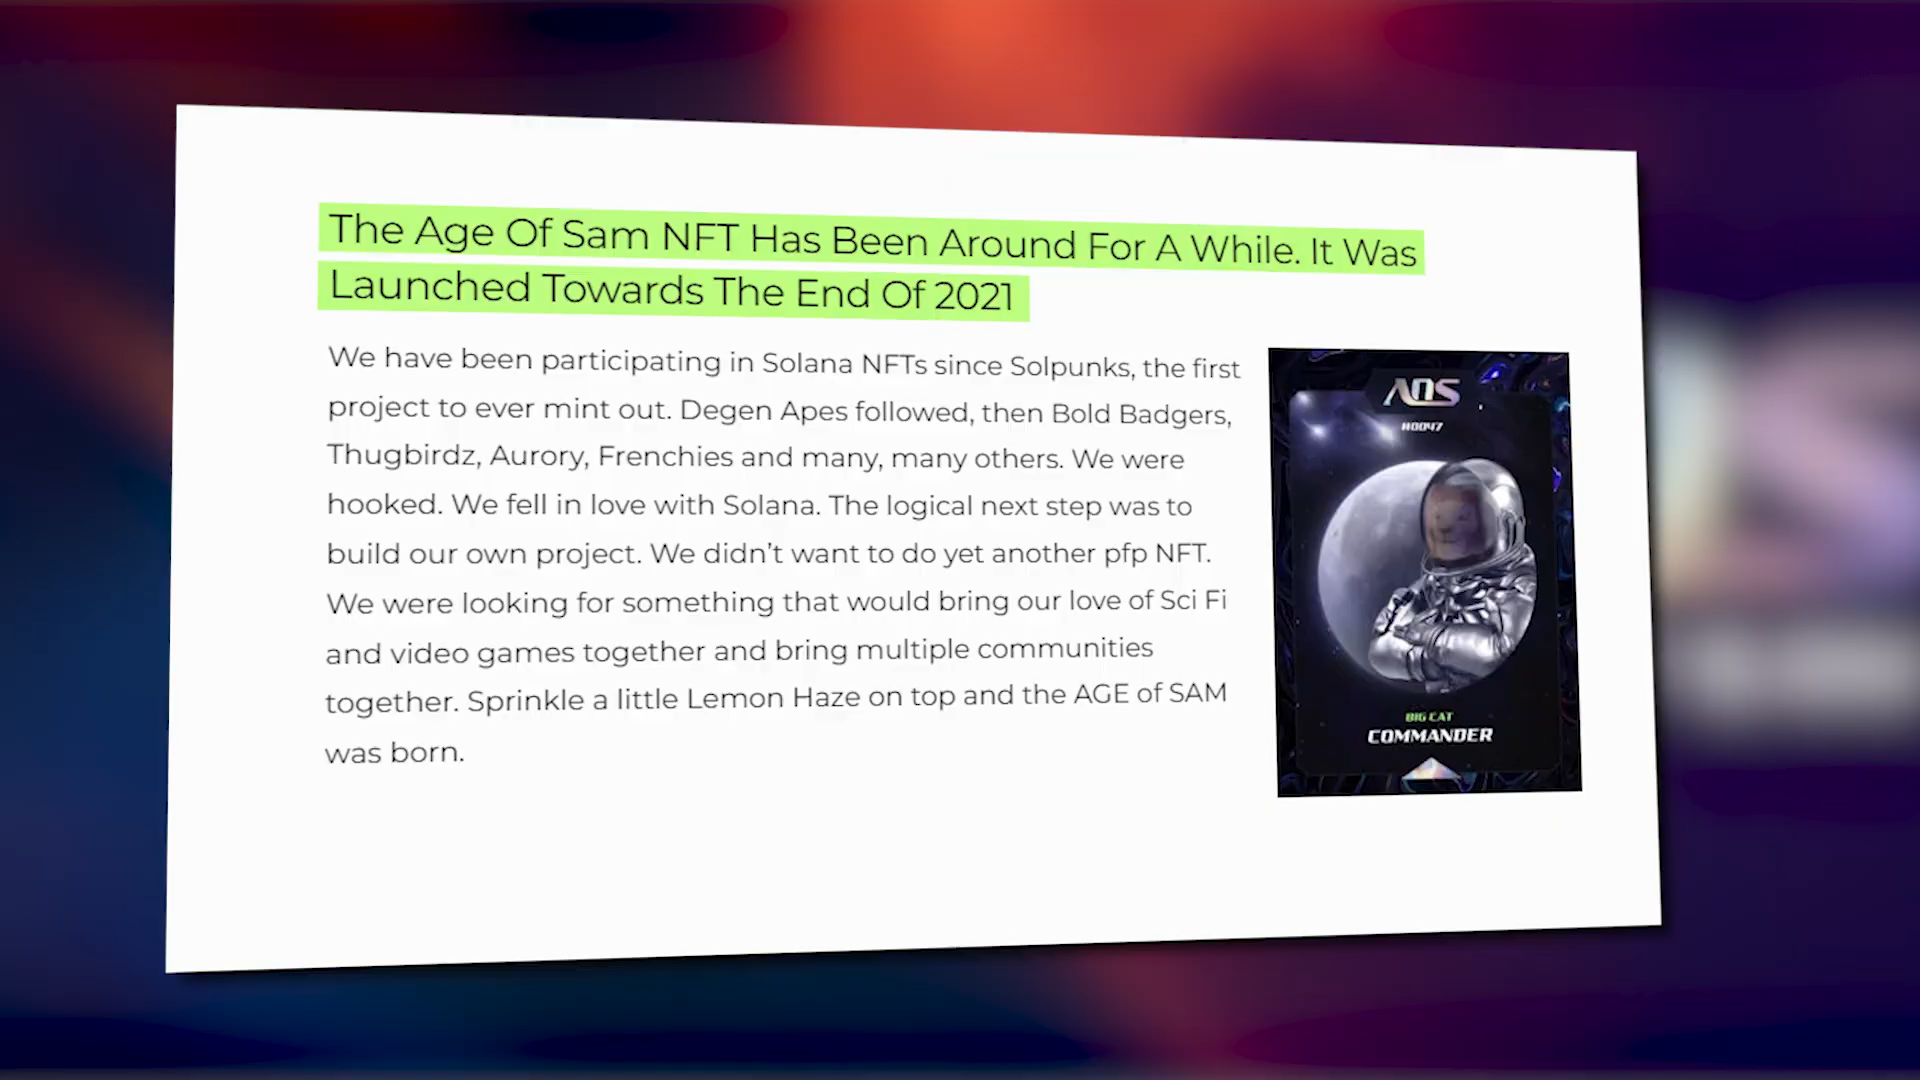 The Age Of Sam NFT Has Been Around For A While. It Was
Launched Towards The End Of 2021
We have been participating in Solana NFTs since Solpunks, the first
project to ever mint out. Degen Apes followed, then Bold Badgers,
Thugbirdz, Aurory, Frenchies and many, many others. We were
hooked. We fell in love with Solana. The logical next step was to
build our own project. We didn’t want to do yet another pfp NFT.
We were looking for something that would bring our love of Sci Fi
and video games together and bring multiple communities
together. Sprinkle a little Lemon Haze on top and the AGE of SAM
was born.
AOS
#0047
BIG CAT
COMMANDER